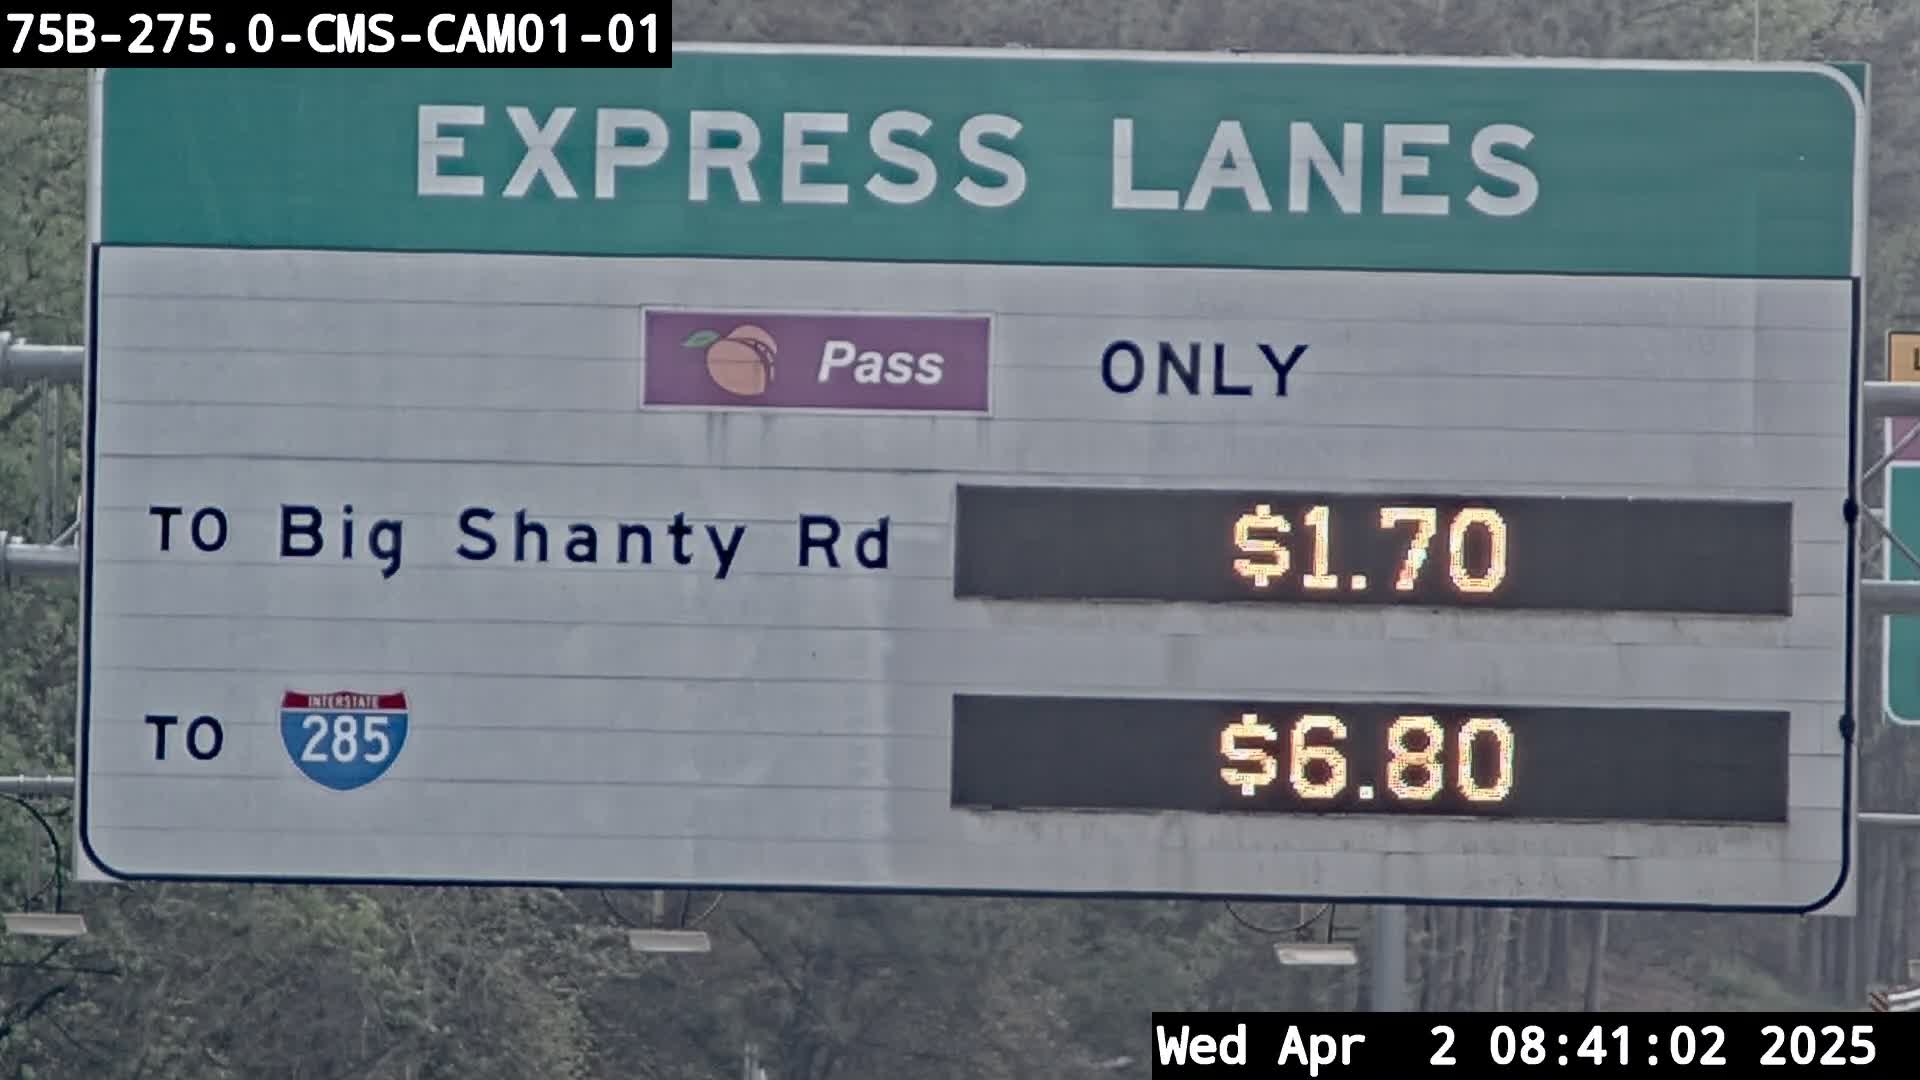 75B-275.0-CMS-CAM01-01
EXPRESS LANES
Pass ONLY
TO Big Shanty Rd $1.70
TO INTERSTATE 285 $6.80
Wed Apr 2 08:41:02 2025